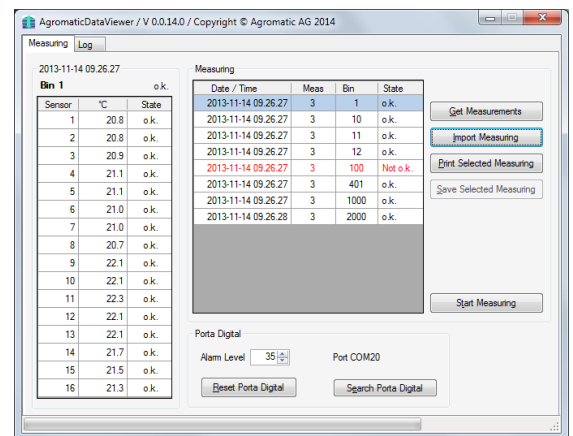 AgromaticDataViewer / V 0.0.14.0 / Copyright © Agromatic AG 2014
Measuring Log
2013-11-14 09.26.27
Bin 1 o.k.
Sensor °C State
1 20.8 o.k.
2 20.8 o.k.
3 20.9 o.k.
4 21.1 o.k.
5 21.1 o.k.
6 21.0 o.k.
7 21.0 o.k.
8 20.7 o.k.
9 22.1 o.k.
10 22.1 o.k.
11 22.3 o.k.
12 22.1 o.k.
13 22.1 o.k.
14 21.7 o.k.
15 21.5 o.k.
16 21.3 o.k.
Measuring
Date / Time Meas Bin State
2013-11-14 09.26.27 3 1 o.k.
2013-11-14 09.26.27 3 10 o.k.
2013-11-14 09.26.27 3 11 o.k.
2013-11-14 09.26.27 3 12 o.k.
2013-11-14 09.26.27 3 100 Not o.k.
2013-11-14 09.26.27 3 401 o.k.
2013-11-14 09.26.27 3 1000 o.k.
2013-11-14 09.26.28 3 2000 o.k.
Get Measurements
Import Measuring
Print Selected Measuring
Save Selected Measuring
Start Measuring
Porta Digital
Alarm Level 35 Port COM20
Reset Porta Digital Search Porta Digital